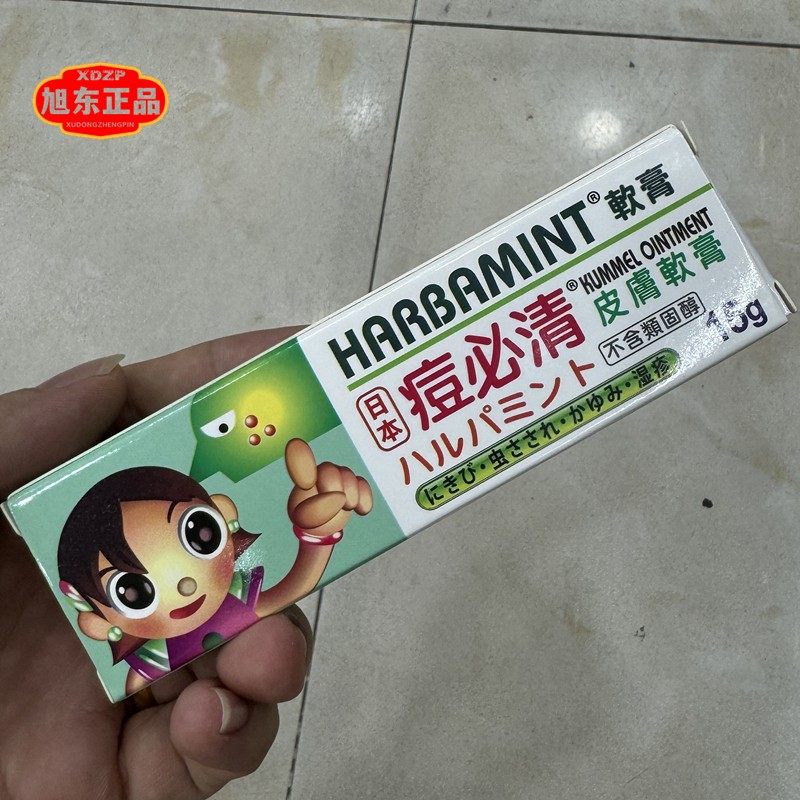 XDZP
旭东正品
XUDONGZHENGPIN
HARBAMINT® 軟膏
®KUMMEL OINTMENT
日本
痘必清
皮膚軟膏
ハルパミント
不含類固醇
15g
にきび・虫さされ・かゆみ・湿疹